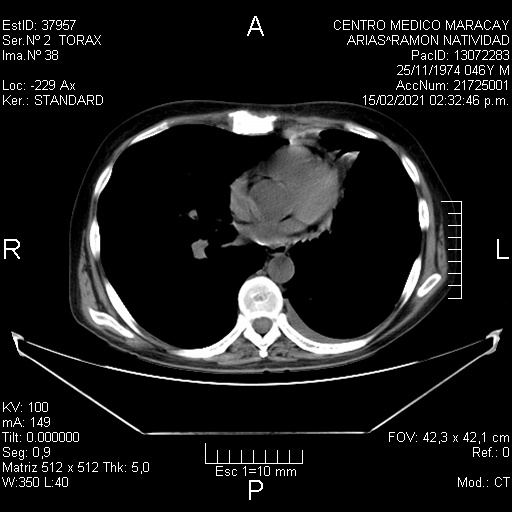 EstID: 37957
Ser.Nº 2 TORAX
Ima.Nº 38
Loc: -229 Ax
Ker.: STANDARD
A
CENTRO MEDICO MARACAY
ARIAS^RAMON NATIVIDAD
PacID: 13072283
25/11/1974 046Y M
AccNum: 21725001
15/02/2021 02:32:46 p.m.
R
L
KV: 100
mA: 149
Tilt: 0.000000
Seg: 0,9
Matriz 512 x 512 Thk: 5,0
W:350 L:40
Esc 1=10 mm
P
FOV: 42,3 x 42,1 cm
Ref.: 0
Mod.: CT